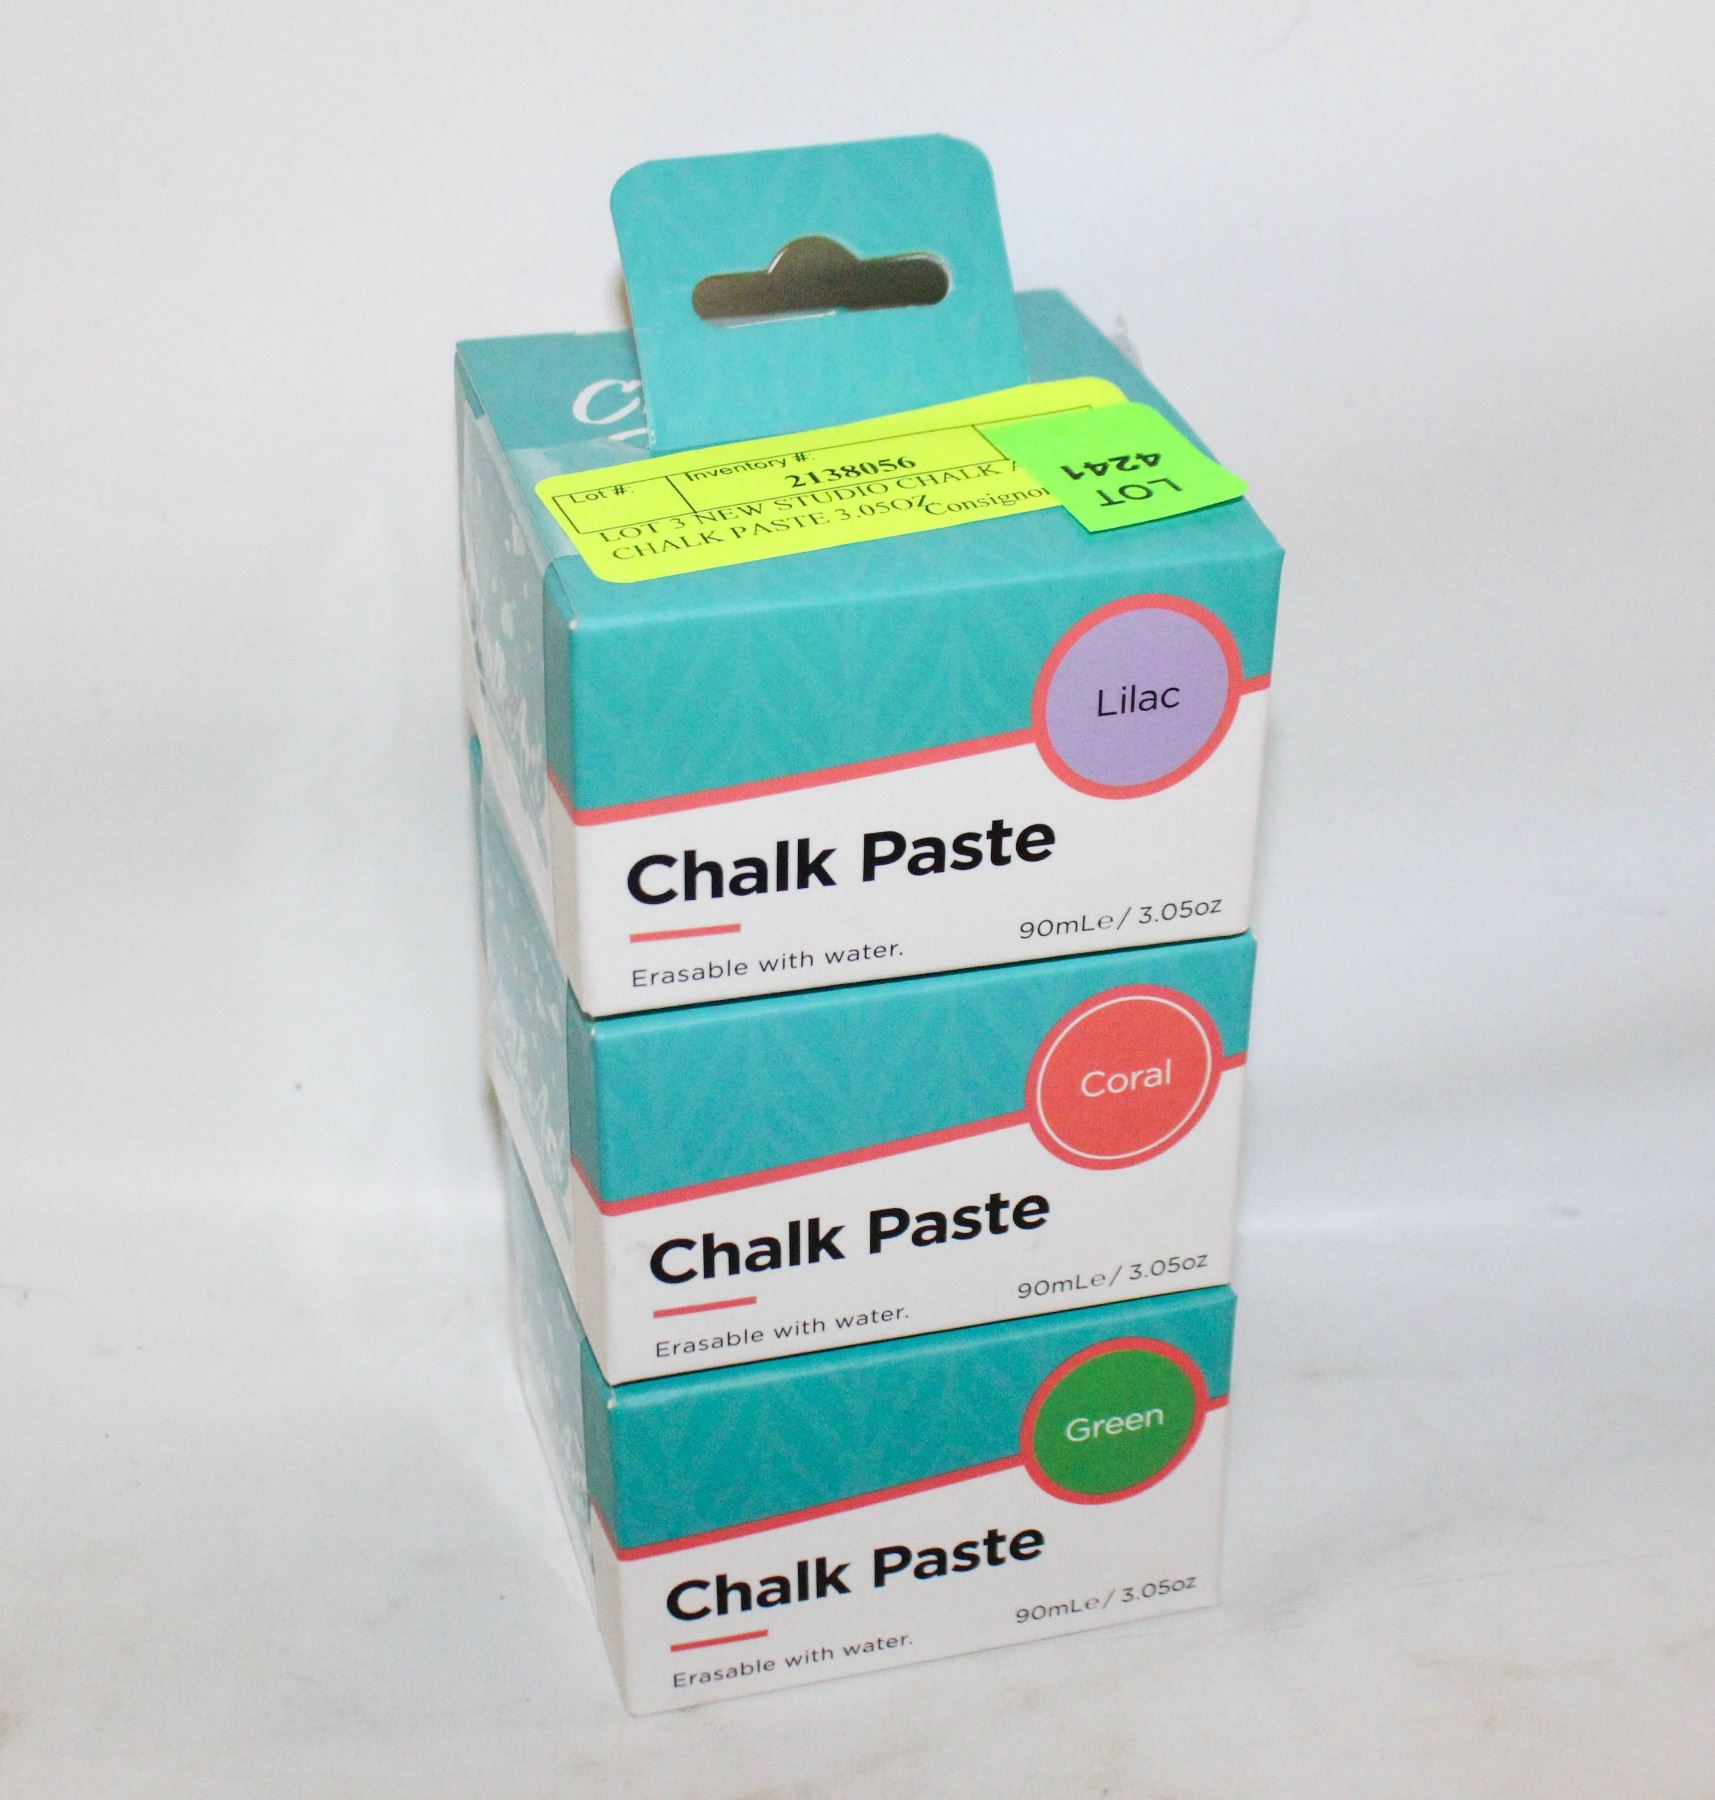 Lot #:
Inventory #:
2138056
LOT 3 NEW STUDIO CHALK
CHALK PASTE 3.05OZ
Consignor
LOT
4241
Lilac
Chalk Paste
90mLe/ 3.05oz
Erasable with water.
Coral
Chalk Paste
90mLe/ 3.05oz
Erasable with water.
Green
Chalk Paste
90mLe/ 3.05oz
Erasable with water.